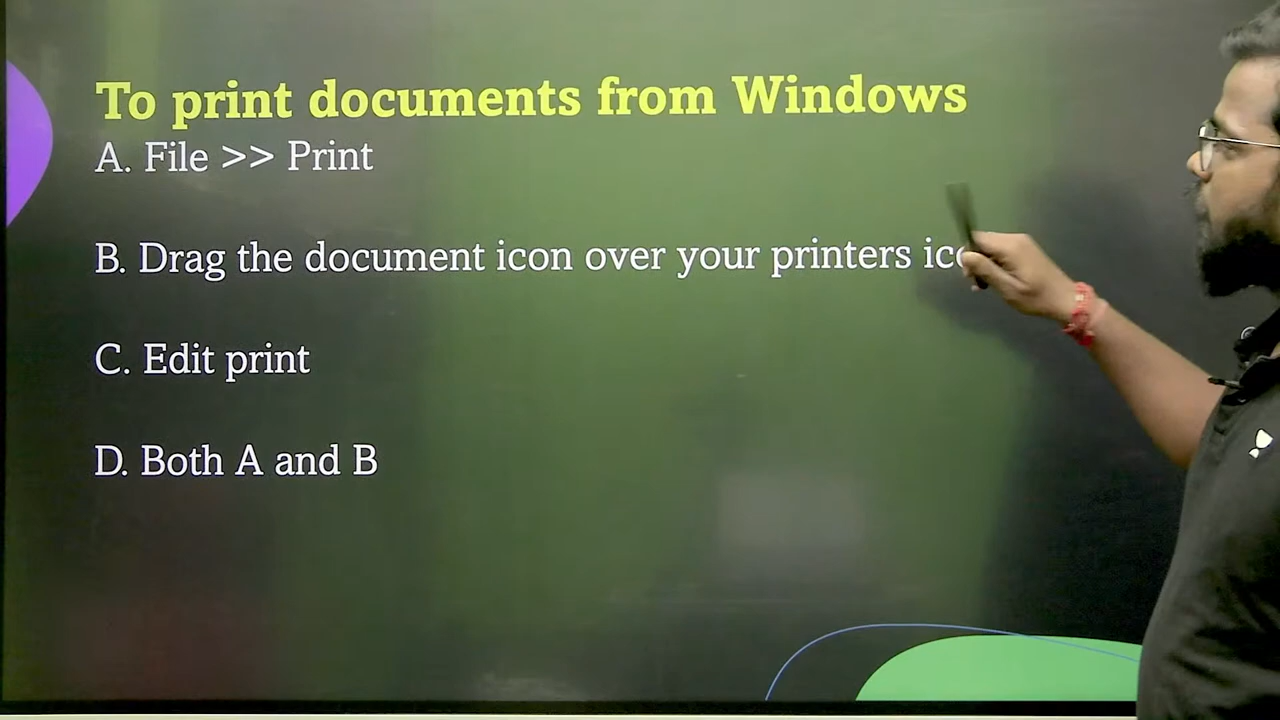 To print documents from Windows
A. File >> Print
B. Drag the document icon over your printers
C. Edit print
D. Both A and B